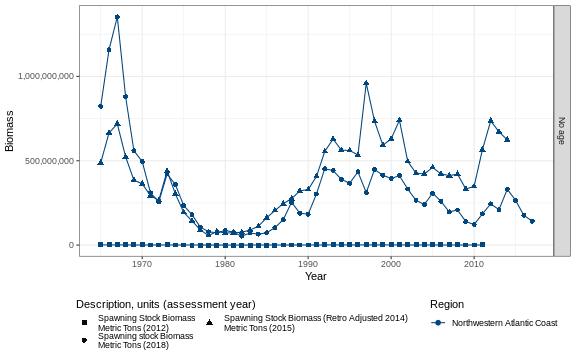 1,000,000,000
500,000,000
0
Biomass
No age
1970
1980
1990
2000
2010
Year
Description, units (assessment year)
Spawning Stock Biomass
Metric Tons (2012)
Spawning stock Biomass
Metric Tons (2018)
Spawning Stock Biomass (Retro Adjusted 2014)
Metric Tons (2015)
Region
Northwestern Atlantic Coast